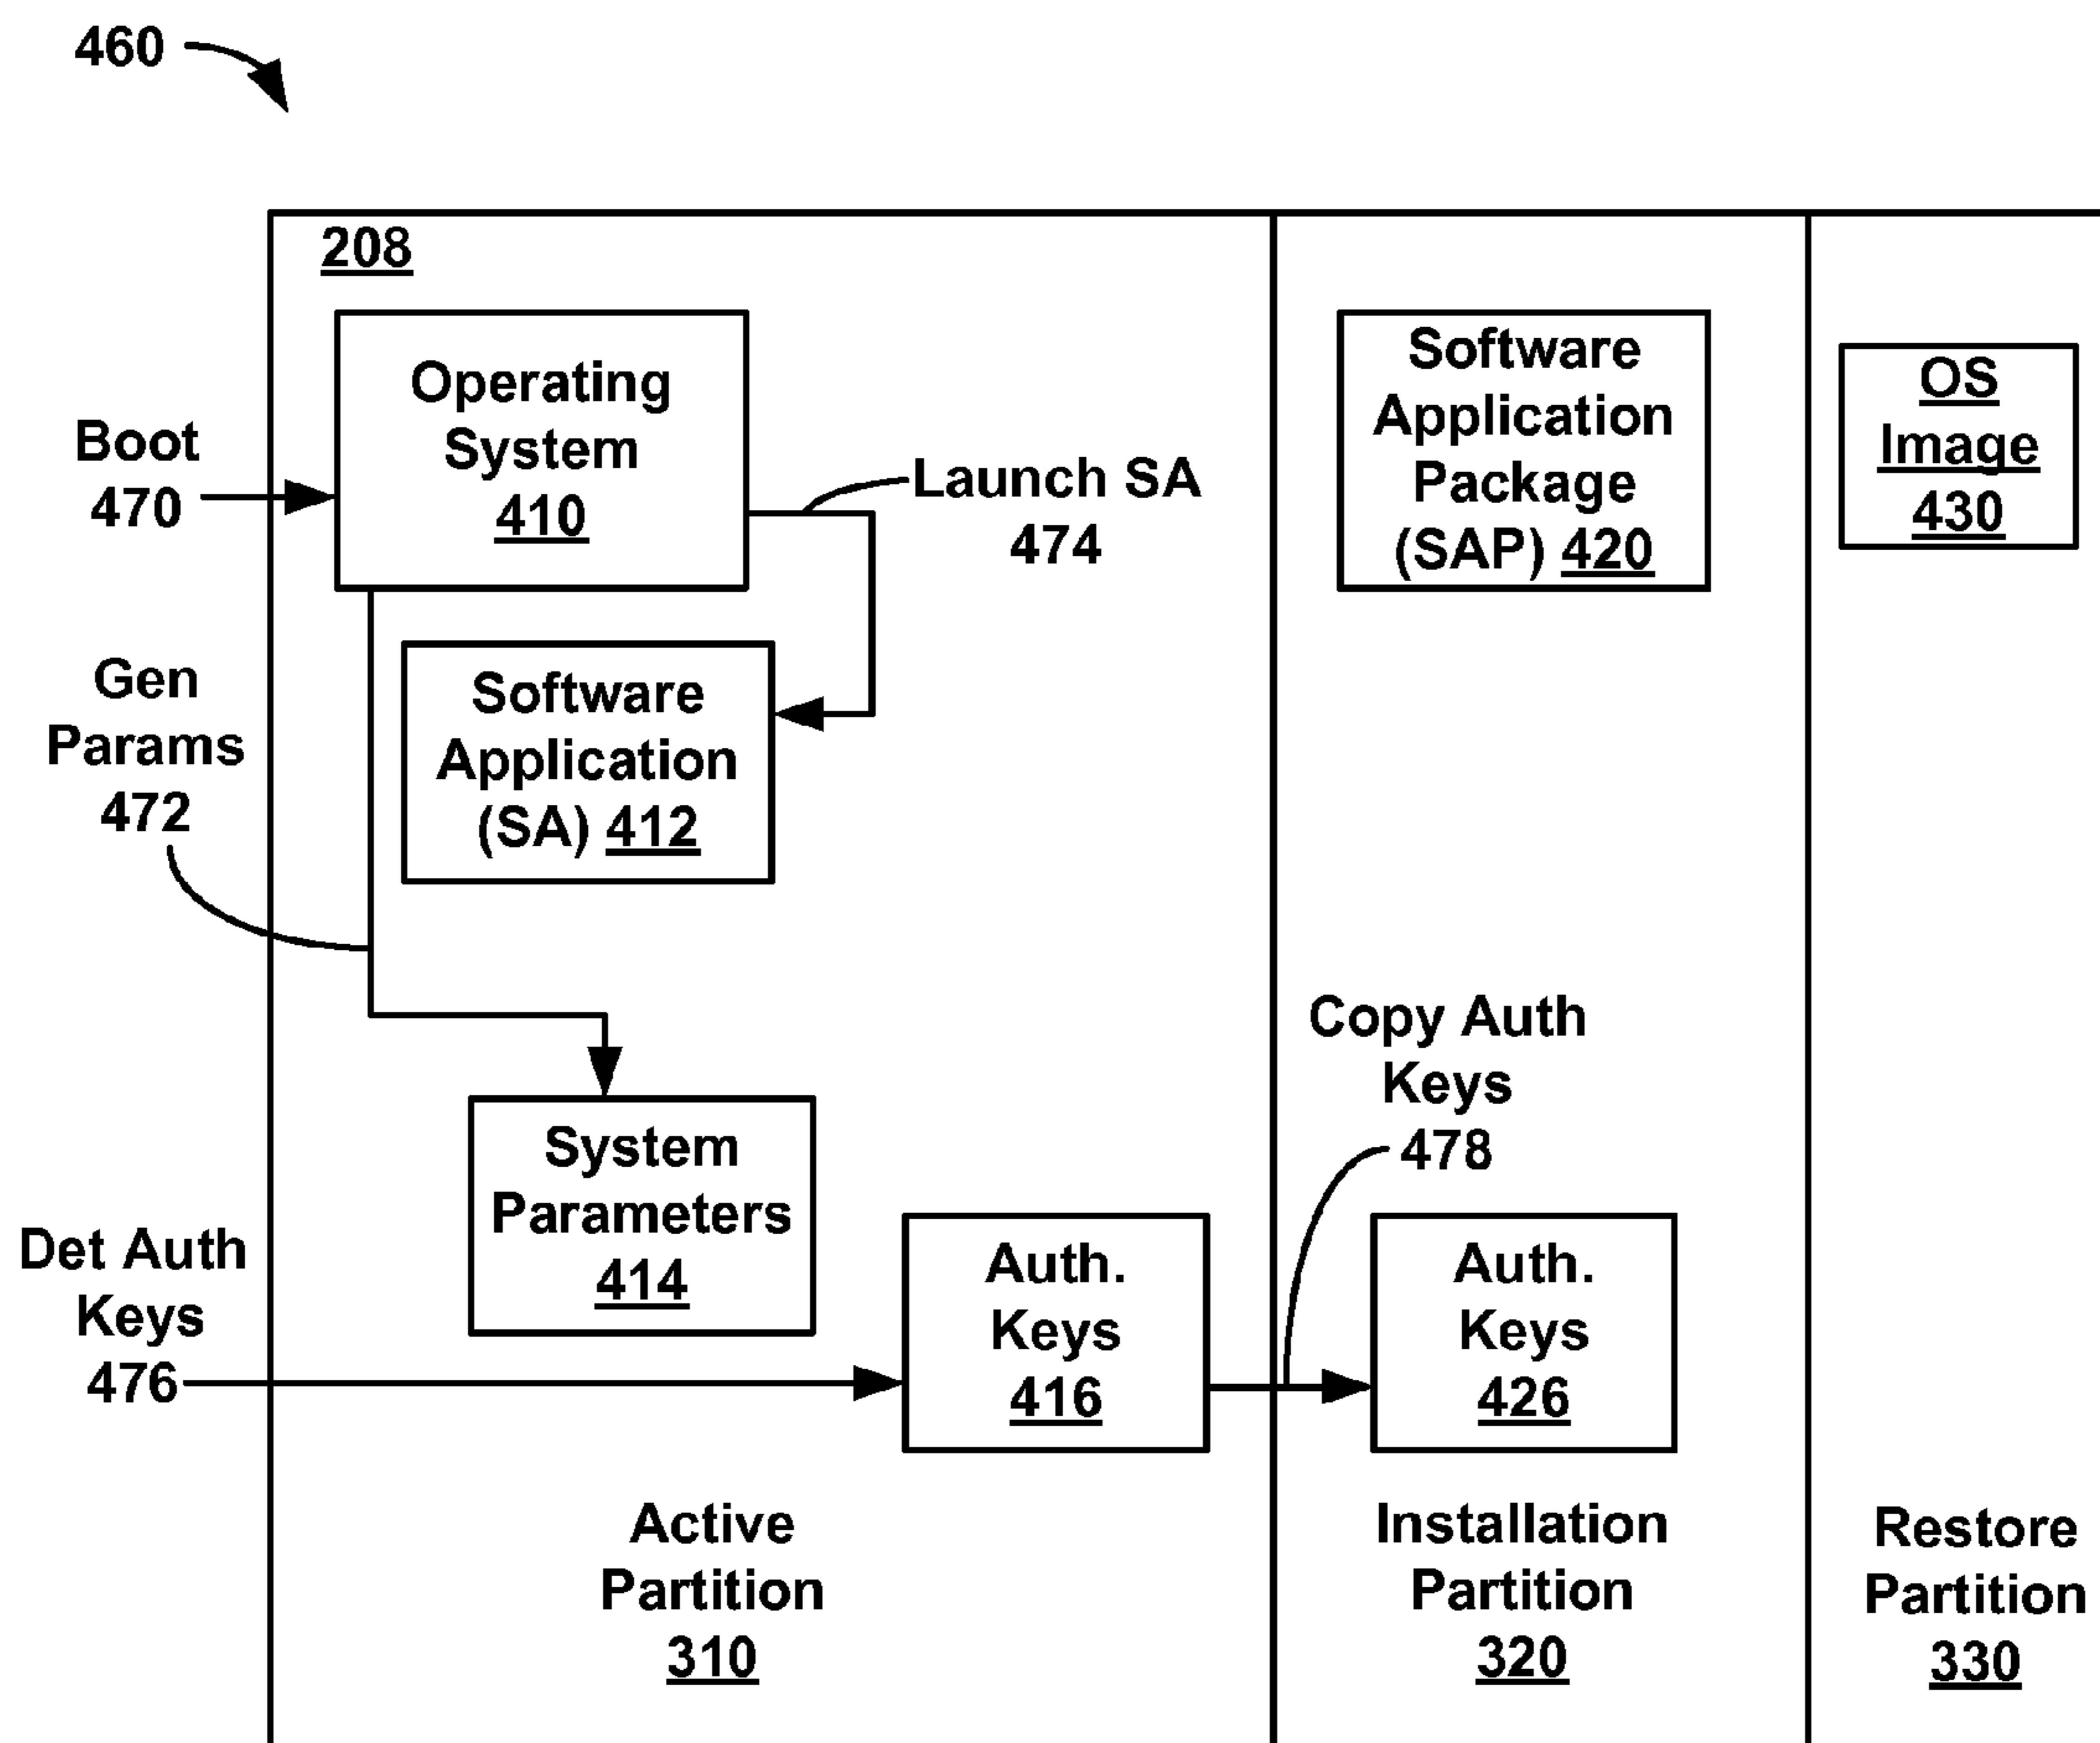 460
208
Operating
System
410
Boot
470
Launch SA
474
Software
Application
(SA) 412
Gen
Params
472
System
Parameters
414
Det Auth
Keys
476
Auth.
Keys
416
Active
Partition
310
Software
Application
Package
(SAP) 420
Copy Auth
Keys
478
Auth.
Keys
426
Installation
Partition
320
OS
Image
430
Restore
Partition
330